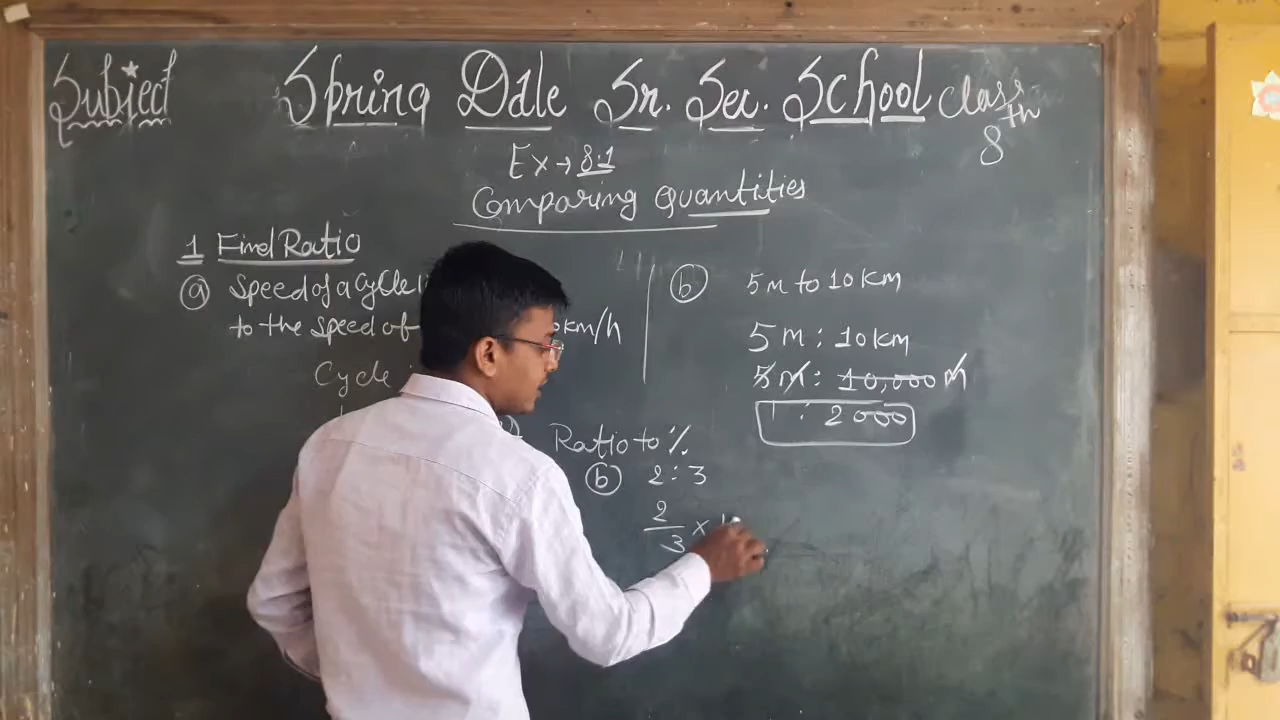 Subject Spring Dale Sr. Sec. School Class 8th
Ex → 8.1
Comparing Quantities
1 Find Ratio
(a) Speed of a cycle
to the speed of km/h
Cycle
(b) 5m to 10 km
5 m : 10 km
5 m : 10,000 m
1 : 2000
Ratio to %
(b) 2 : 3
2/3 ×